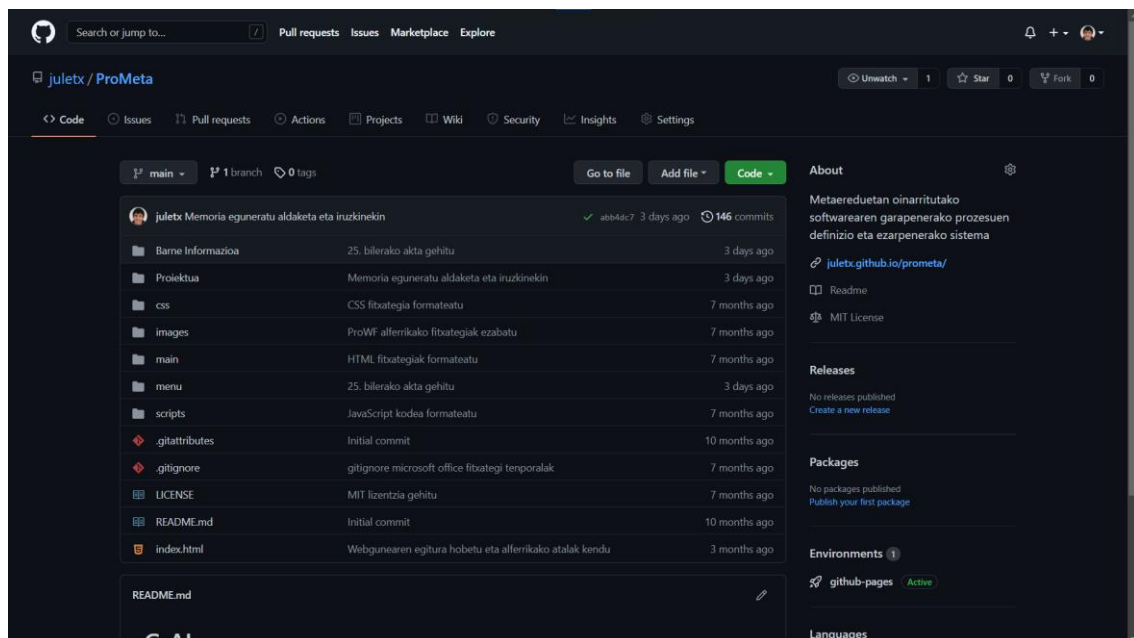 Search or jump to... / Pull requests Issues Marketplace Explore
juletx / ProMeta
Unwatch 1 Star 0 Fork 0
Code Issues Pull requests Actions Projects Wiki Security Insights Settings
main 1 branch 0 tags Go to file Add file Code
juletx Memoria eguneratu aldaketa eta iruzkinekin abb4dc7 3 days ago 146 commits
Barne Informazioa 25. bilerako akta gehitu 3 days ago
Proiektua Memoria eguneratu aldaketa eta iruzkinekin 3 days ago
css CSS fitxategia formateatu 7 months ago
images ProWF alferrikako fitxategiak ezabatu 7 months ago
main HTML fitxategiak formateatu 7 months ago
menu 25. bilerako akta gehitu 3 days ago
scripts JavaScript kodea formateatu 7 months ago
.gitattributes Initial commit 10 months ago
.gitignore gitignore microsoft office fitxategi tenporalak 7 months ago
LICENSE MIT lizentzia gehitu 7 months ago
README.md Initial commit 10 months ago
index.html Webgunearen egitura hobetu eta alferrikako atalak kendu 3 months ago
README.md
About
Metaereduetan oinarritutako
softwarearen garapenerako prozesuen
definizio eta ezarpenerako sistema
juletx.github.io/prometa/
Readme
MIT License
Releases
No releases published
Create a new release
Packages
No packages published
Publish your first package
Environments 1
github-pages Active
Languages